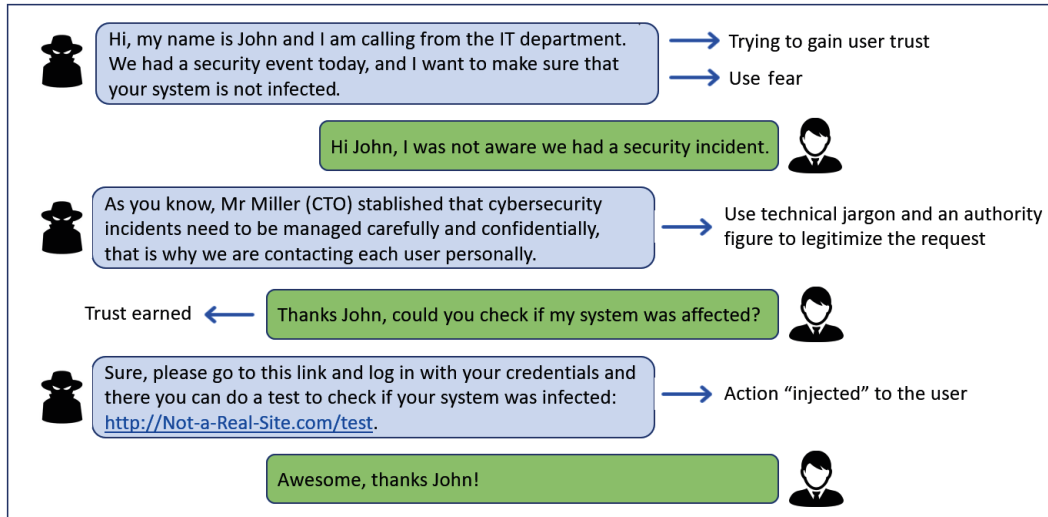 Hi, my name is John and I am calling from the IT department.
We had a security event today, and I want to make sure that
your system is not infected.
Trying to gain user trust
Use fear
Hi John, I was not aware we had a security incident.
As you know, Mr Miller (CTO) stablished that cybersecurity
incidents need to be managed carefully and confidentially,
that is why we are contacting each user personally.
Use technical jargon and an authority
figure to legitimize the request
Trust earned
Thanks John, could you check if my system was affected?
Sure, please go to this link and log in with your credentials and
there you can do a test to check if your system was infected:
http://Not-a-Real-Site.com/test.
Action “injected” to the user
Awesome, thanks John!